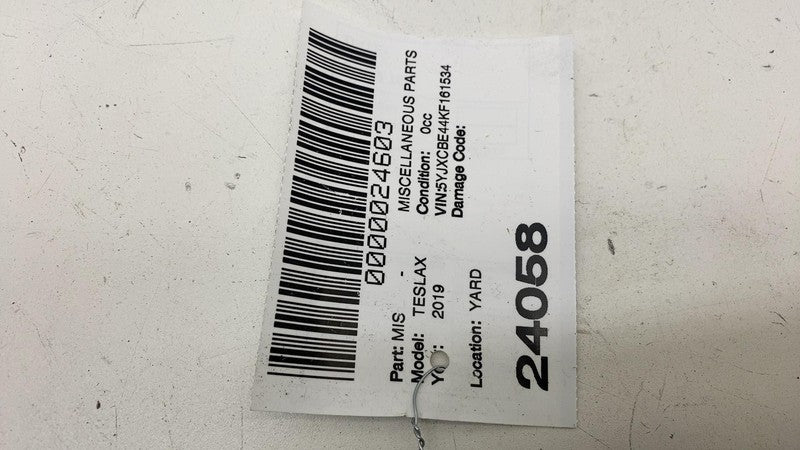 0000024603
Part: MIS - MISCELLANEOUS PARTS
Model: TESLAX Condition: 0cc
2019 VIN:5YJXCBE44KF161534
Damage Code:
Location: YARD
24058